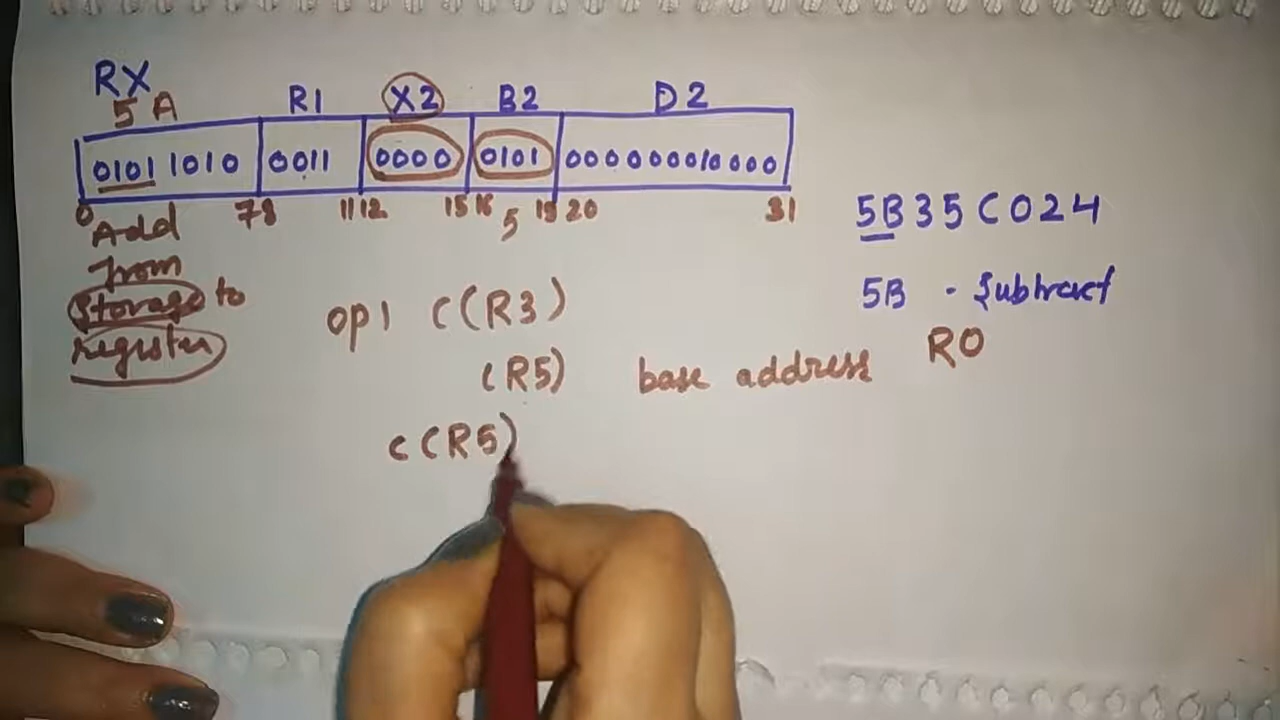 RX
5 A
R1 X2 B2 D2
0101 1010 0011 0000 0101 000000010000
0 78 1112 1516 1920 31
5
Add
from
Storage to
register
op1 C(R3)
(R5) base address
C(R5)
5B35C024
5B - Subtract
R0